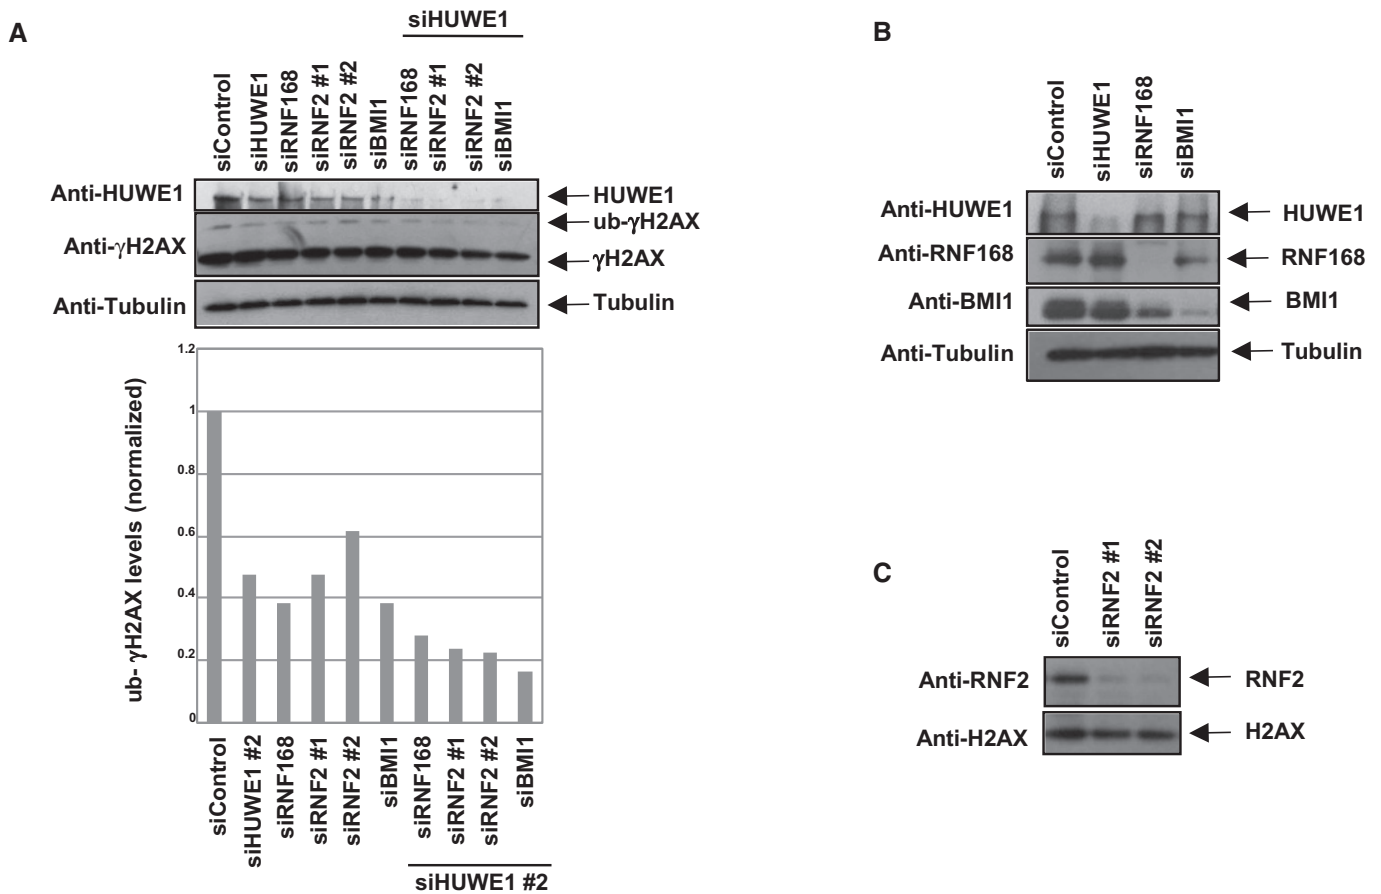 A
siHUWE1
siControl
siHUWE1
siRNF168
siRNF2 #1
siRNF2 #2
siBMI1
siRNF168
siRNF2 #1
siRNF2 #2
siBMI1
Anti-HUWE1
HUWE1
ub-γH2AX
Anti-γH2AX
γH2AX
Anti-Tubulin
Tubulin
ub- γH2AX levels (normalized)
1.2
1
0.8
0.6
0.4
0.2
0
siControl
siHUWE1 #2
siRNF168
siRNF2 #1
siRNF2 #2
siBMI1
siRNF168
siRNF2 #1
siRNF2 #2
siBMI1
siHUWE1 #2
B
siControl
siHUWE1
siRNF168
siBMI1
Anti-HUWE1
HUWE1
Anti-RNF168
RNF168
Anti-BMI1
BMI1
Anti-Tubulin
Tubulin
C
siControl
siRNF2 #1
siRNF2 #2
Anti-RNF2
RNF2
Anti-H2AX
H2AX